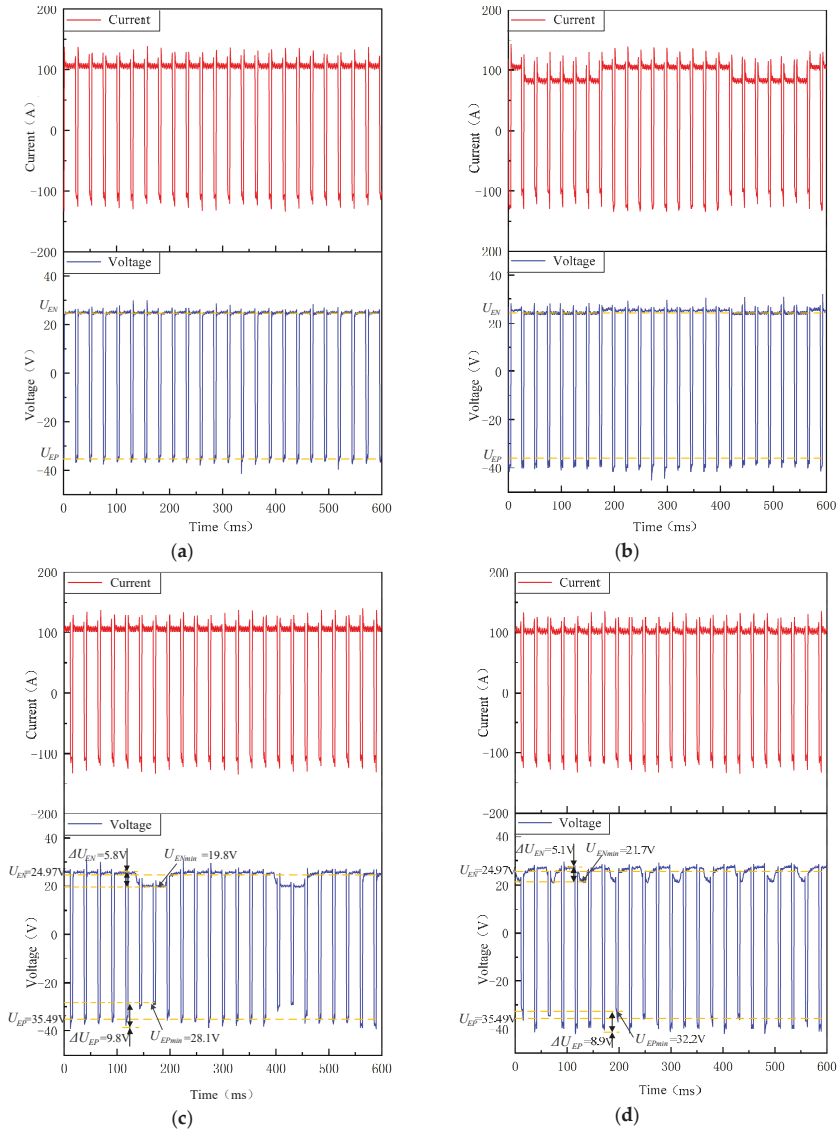 200
Current
100
0
-100
200
Current（A）
Voltage
40
U_EN
20
0
-20
U_EP
-40
Voltage（V）
0 100 200 300 400 500 600
Time（ms）
(a)
200
Current
100
0
-100
-200
Current（A）
Voltage
40
U_EN
20
0
-20
U_EP
-40
Voltage（V）
0 100 200 300 400 500 600
Time（ms）
(b)
200
Current
100
0
-100
-200
Current（A）
Voltage
40
ΔU_EN=5.8V U_ENmin =19.8V
U_EN=24.97V
20
0
-20
U_EP=35.49V
-40
ΔU_EP=9.8V U_EPmin=28.1V
Voltage（V）
0 100 200 300 400 500 600
Time（ms）
(c)
200
Current
100
0
-100
-200
Current（A）
Voltage
40
ΔU_EN=5.1V U_ENmin=21.7V
U_EN=24.97V
20
0
-20
U_EP=35.49V
-40
U_EPmin=32.2V
ΔU_EP=8.9V
Voltage（V）
0 100 200 300 400 500 600
Time（ms）
(d)